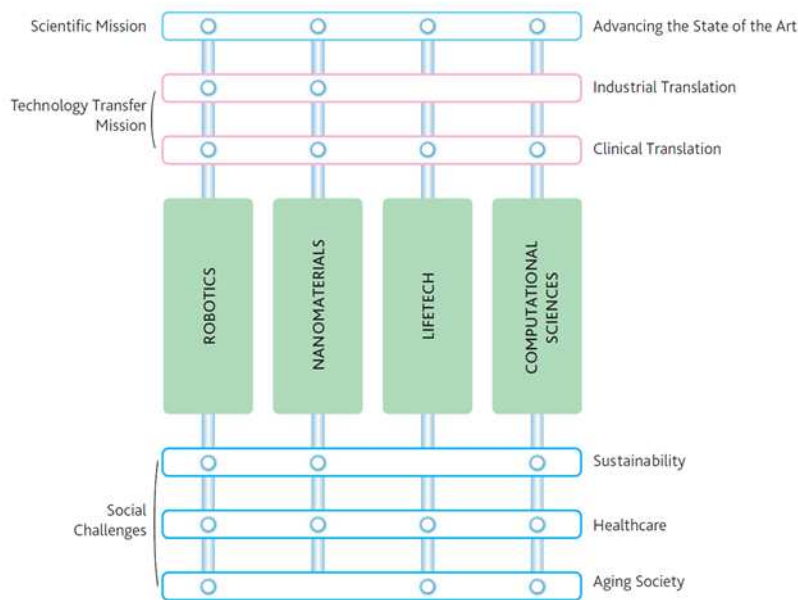 Scientific Mission
Advancing the State of the Art
Industrial Translation
Technology Transfer
Mission
Clinical Translation
ROBOTICS
NANOMATERIALS
LIFETECH
COMPUTATIONAL
SCIENCES
Sustainability
Social
Challenges
Healthcare
Aging Society